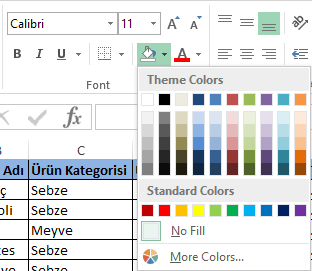 Calibri 11 A A
B I U A
Font
Theme Colors
fx
Standard Colors
No Fill
More Colors...
B C
Adı Ürün Kategorisi
ç Sebze
oli Sebze
Meyve
tes Sebze
Sebze